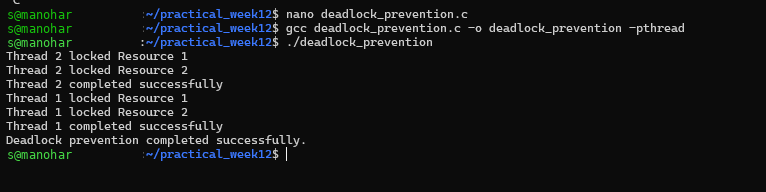 s@manohar :~/practical_week12$ nano deadlock_prevention.c
s@manohar :~/practical_week12$ gcc deadlock_prevention.c -o deadlock_prevention -pthread
s@manohar :~/practical_week12$ ./deadlock_prevention
Thread 2 locked Resource 1
Thread 2 locked Resource 2
Thread 2 completed successfully
Thread 1 locked Resource 1
Thread 1 locked Resource 2
Thread 1 completed successfully
Deadlock prevention completed successfully.
s@manohar :~/practical_week12$